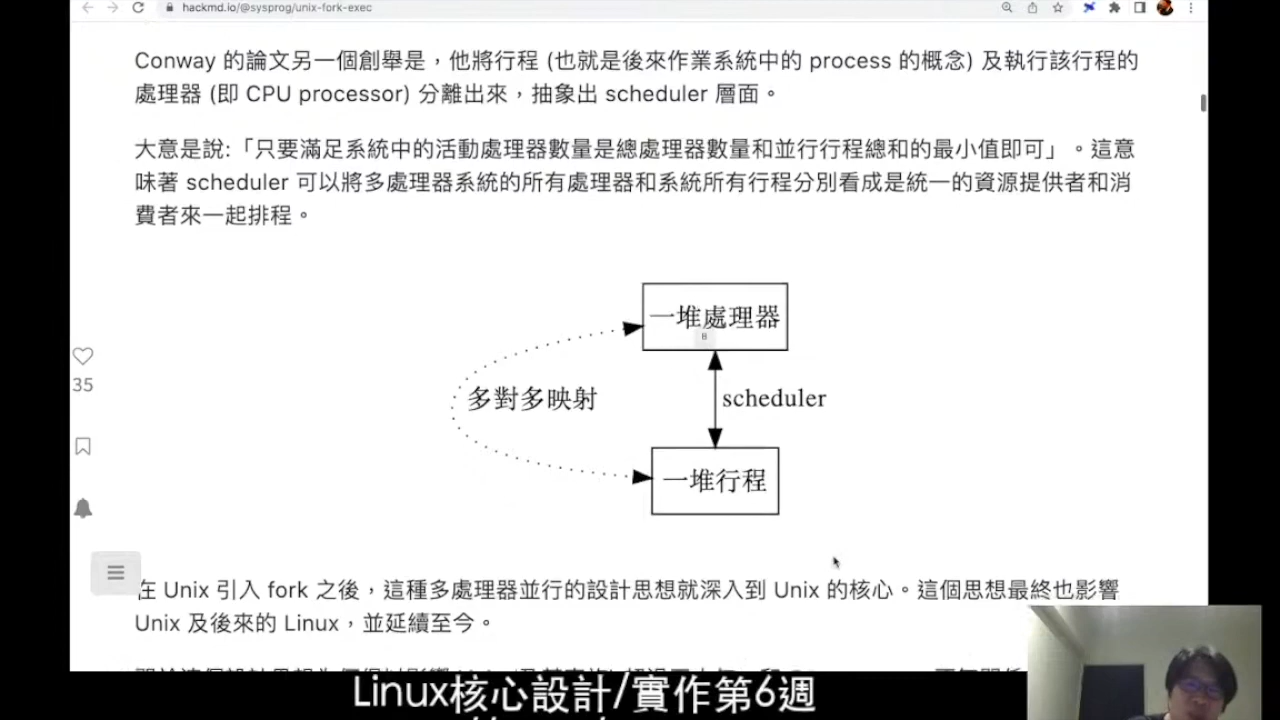 hackmd.io/@sysprog/unix-fork-exec
Conway 的論文另一個創舉是，他將行程 (也就是後來作業系統中的 process 的概念) 及執行該行程的
處理器 (即 CPU processor) 分離出來，抽象出 scheduler 層面。
大意是說:「只要滿足系統中的活動處理器數量是總處理器數量和並行行程總和的最小值即可」。這意
味著 scheduler 可以將多處理器系統的所有處理器和系統所有行程分別看成是統一的資源提供者和消
費者來一起排程。
一堆處理器
35
多對多映射
scheduler
一堆行程
在 Unix 引入 fork 之後，這種多處理器並行的設計思想就深入到 Unix 的核心。這個思想最終也影響
Unix 及後來的 Linux，並延續至今。
Linux核心設計/實作第6週